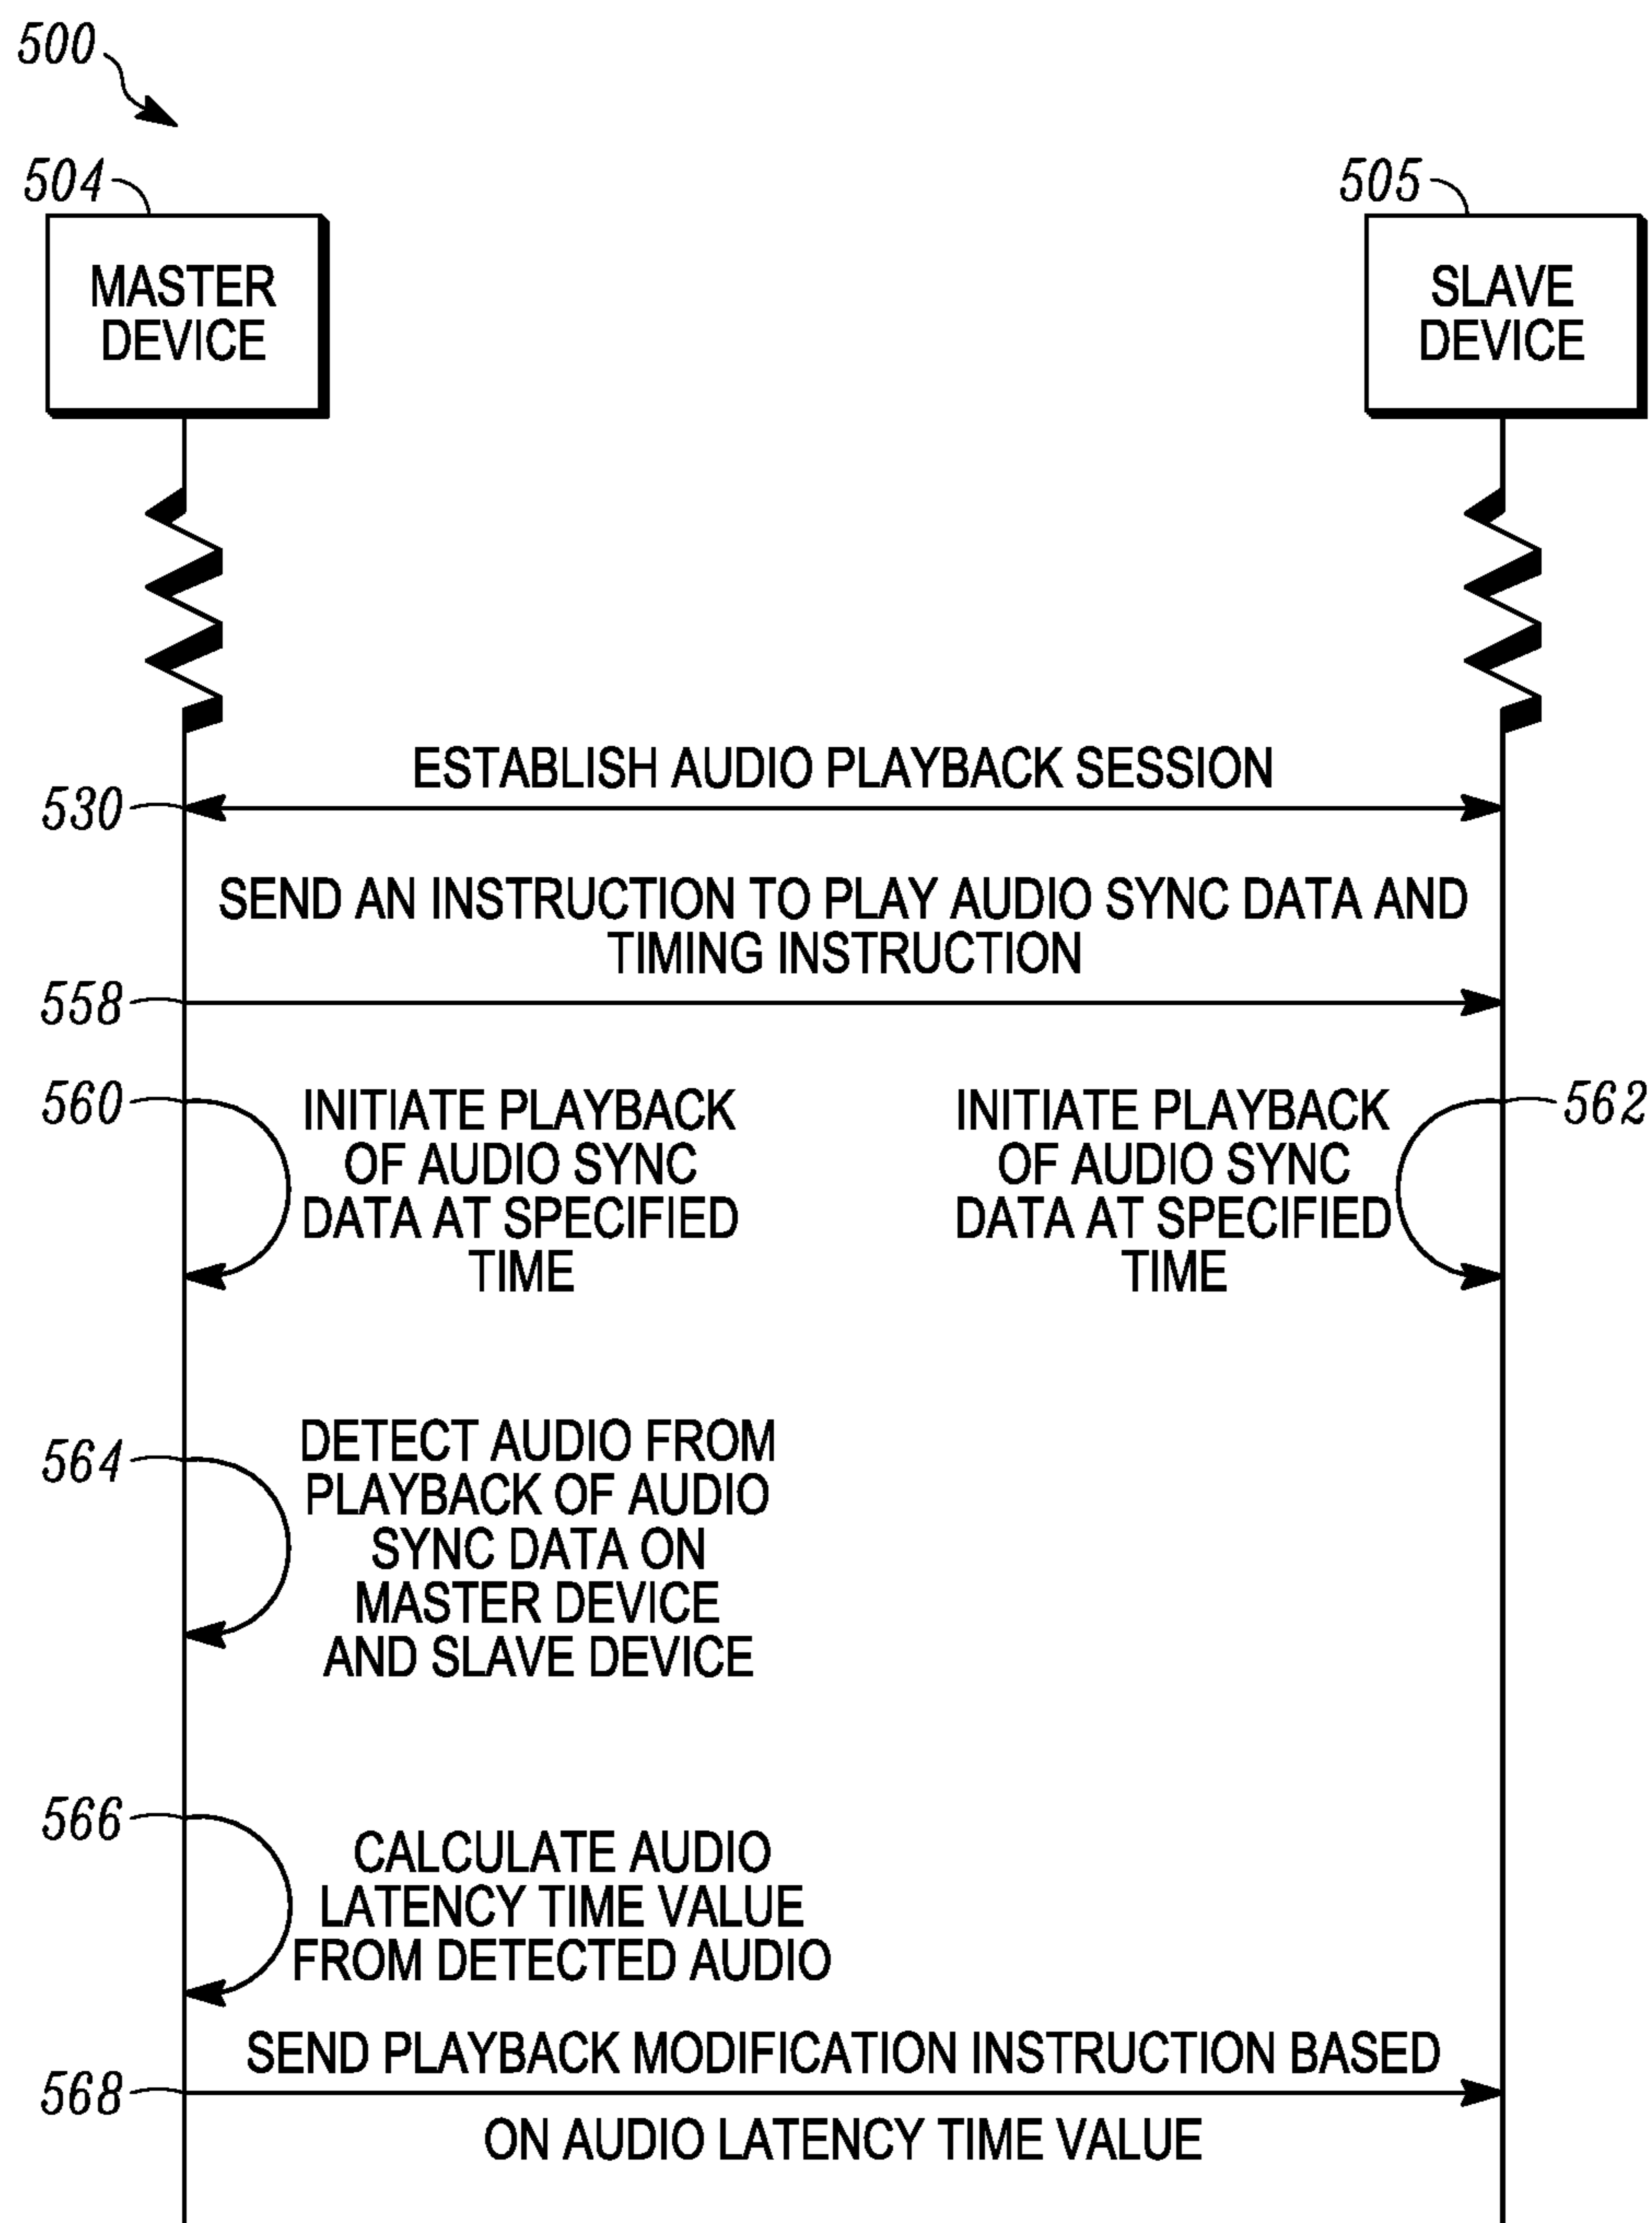 500
504
505
MASTER
DEVICE
SLAVE
DEVICE
ESTABLISH AUDIO PLAYBACK SESSION
530
SEND AN INSTRUCTION TO PLAY AUDIO SYNC DATA AND
TIMING INSTRUCTION
558
560
INITIATE PLAYBACK
OF AUDIO SYNC
DATA AT SPECIFIED
TIME
INITIATE PLAYBACK
OF AUDIO SYNC
DATA AT SPECIFIED
TIME
562
564
DETECT AUDIO FROM
PLAYBACK OF AUDIO
SYNC DATA ON
MASTER DEVICE
AND SLAVE DEVICE
566
CALCULATE AUDIO
LATENCY TIME VALUE
FROM DETECTED AUDIO
SEND PLAYBACK MODIFICATION INSTRUCTION BASED
568
ON AUDIO LATENCY TIME VALUE